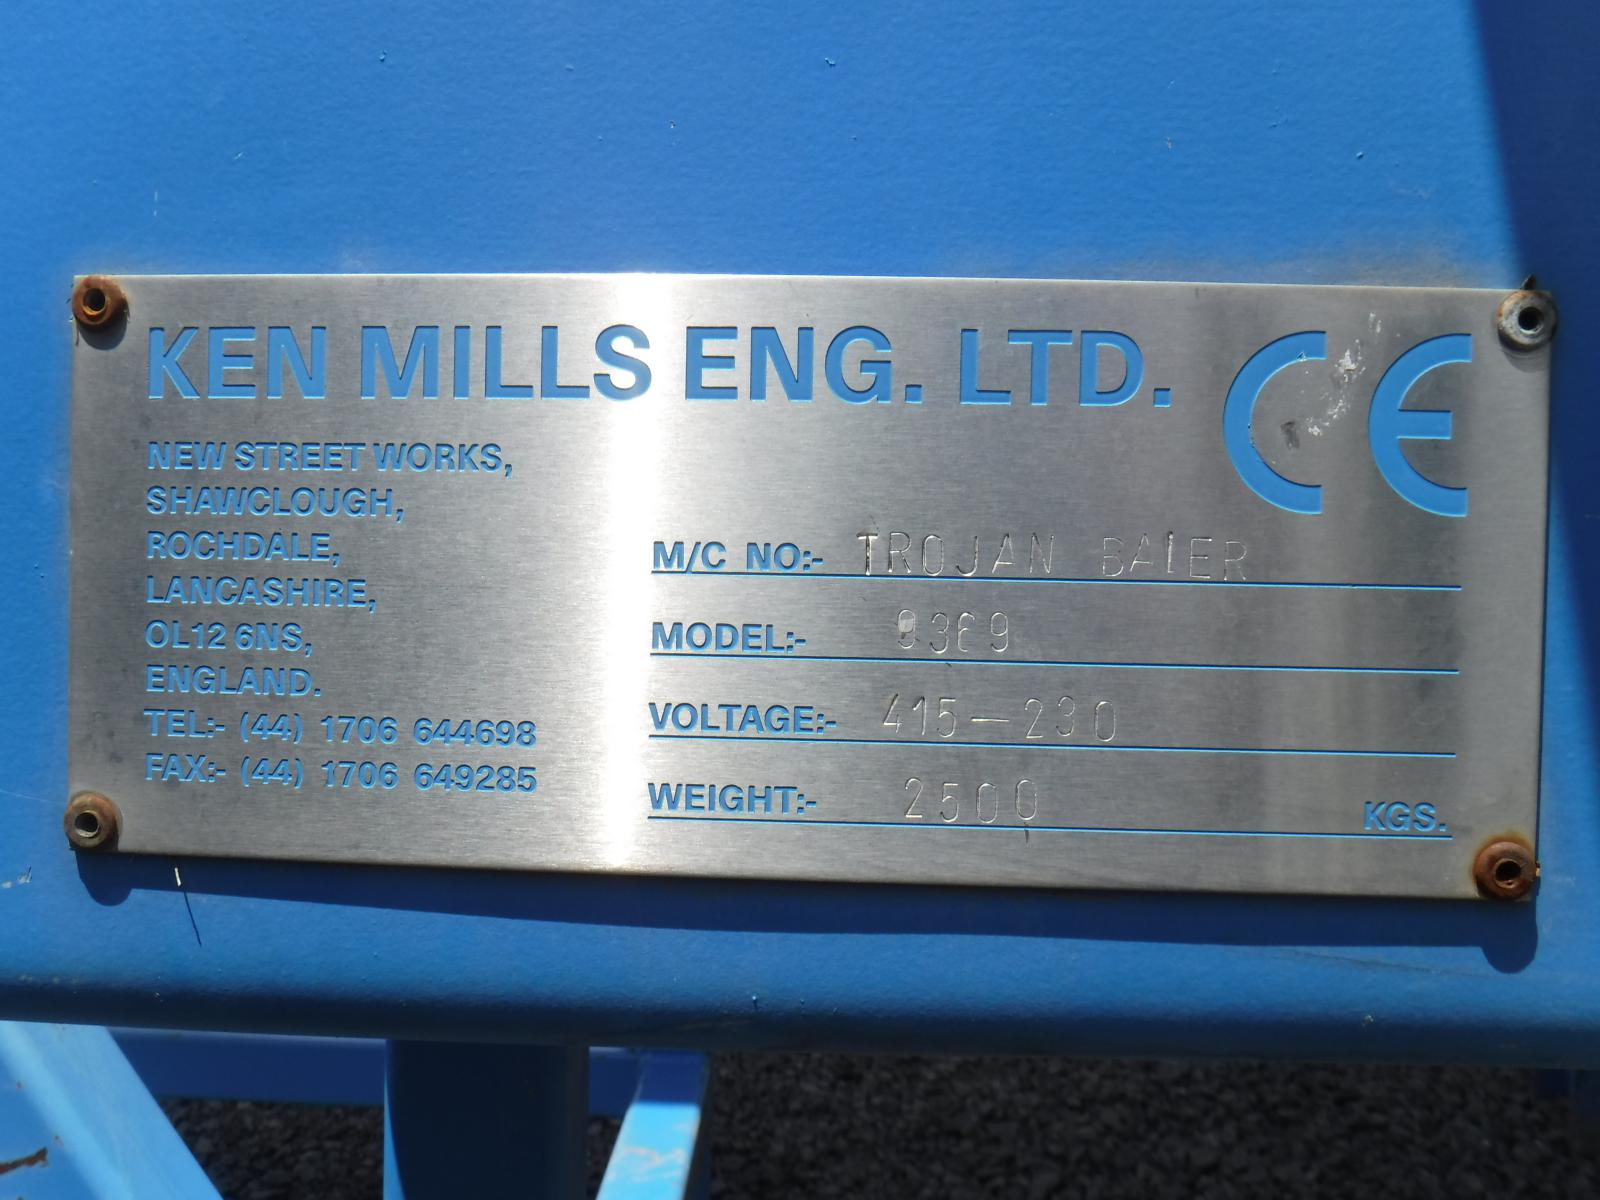 KEN MILLS ENG. LTD.
CE
NEW STREET WORKS,
SHAWCLOUGH,
ROCHDALE,
LANCASHIRE,
OL12 6NS,
ENGLAND.
TEL:- (44) 1706 644698
FAX:- (44) 1706 649285
M/C NO:- TROJAN BALER
MODEL:- 9369
VOLTAGE:- 415-230
WEIGHT:- 2500 KGS.